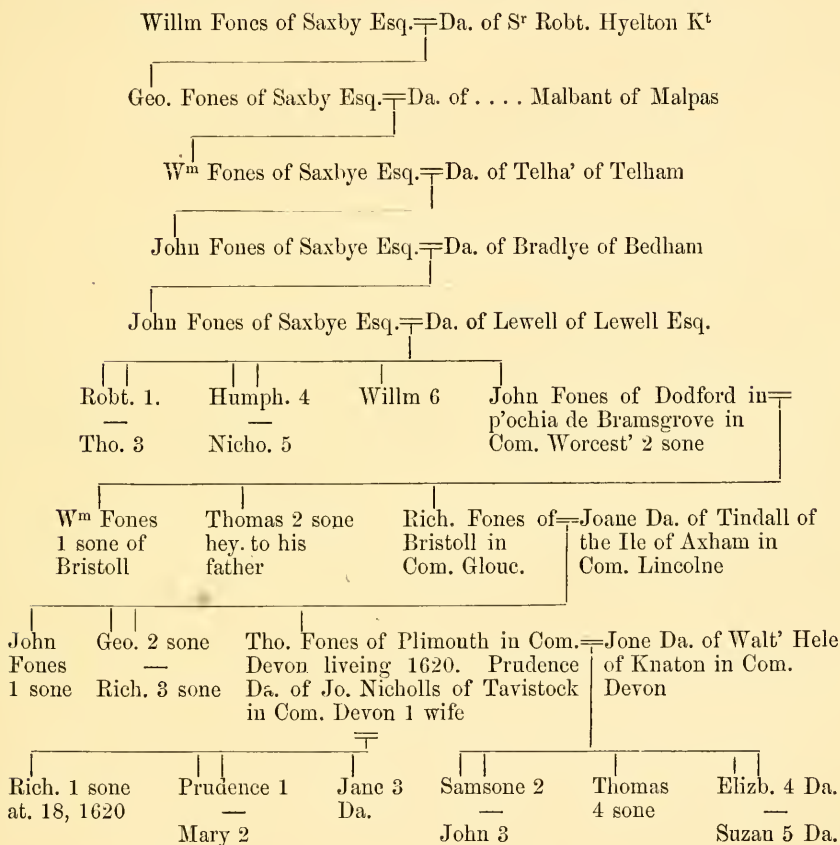 Willm Fones of Saxby Esq.=Da. of Sʳ Robt. Hyelton Kᵗ
Geo. Fones of Saxby Esq.=Da. of . . . . Malbant of Malpas
Wᵐ Fones of Saxbye Esq.=Da. of Telha' of Telham
John Fones of Saxbye Esq.=Da. of Bradlye of Bedham
John Fones of Saxbye Esq.=Da. of Lewell of Lewell Esq.
Robt. 1.
—
Tho. 3
Humph. 4
—
Nicho. 5
Willm 6
John Fones of Dodford in=
p'ochia de Bramsgrove in
Com. Worcest' 2 sone
Wᵐ Fones
1 sone of
Bristoll
Thomas 2 sone
hey. to his
father
Rich. Fones of=Joane Da. of Tindall of
Bristoll in
Com. Glouc.
the Ile of Axham in
Com. Lincolne
John
Fones
1 sone
Geo. 2 sone
—
Rich. 3 sone
Tho. Fones of Plimouth in Com.=Jone Da. of Walt' Hele
Devon liveing 1620. Prudence
Da. of Jo. Nicholls of Tavistock
in Com. Devon 1 wife
of Knaton in Com.
Devon
Rich. 1 sone
at. 18, 1620
Prudence 1
—
Mary 2
Jane 3
Da.
Samsone 2
—
John 3
Thomas
4 sone
Elizb. 4 Da.
—
Suzan 5 Da.